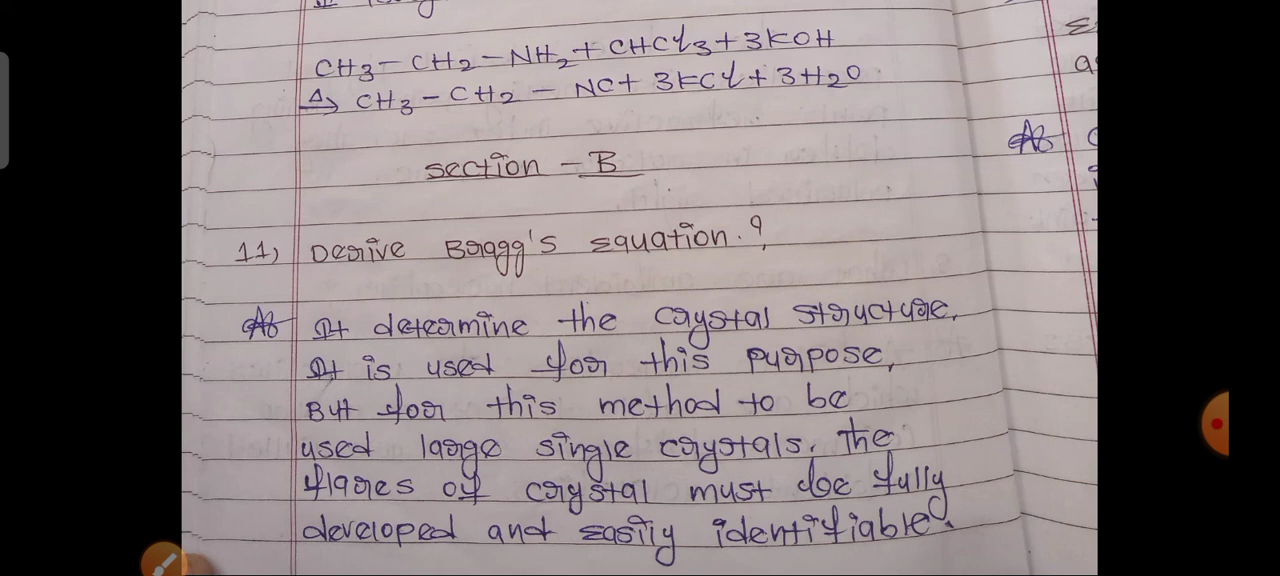 CH3 - CH2 - NH2 + CHCl3 + 3KOH
Δ→ CH3 - CH2 - NC + 3KCl + 3H2O
section - B
11) Derive Bragg's Equation.?
It determine the crystal structure.
It is used for this purpose,
But for this method to be
used large single crystals. The
flares of crystal must be fully
developed and easily identifiable.